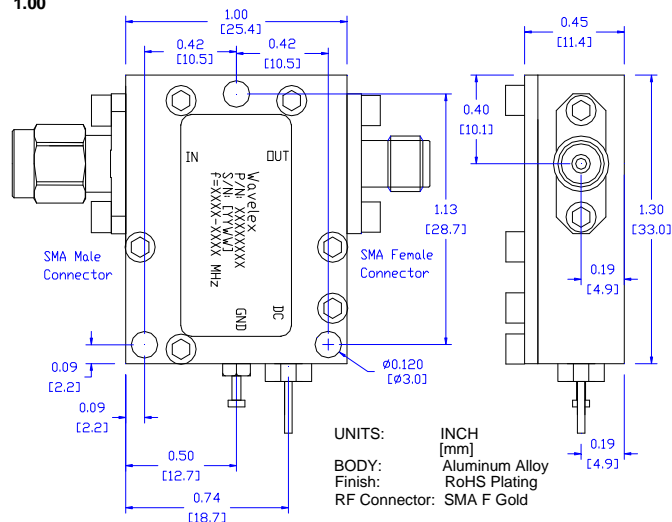 1.00
1.00
[25.4]
0.42
[10.5]
0.42
[10.5]
0.45
[11.4]
0.40
[10.1]
IN
OUT
Wavelex
P/N: XXXXXXXX
S/N: [YYWW]
f=XXXX-XXXX MHz
GND
DC
1.13
[28.7]
1.30
[33.0]
SMA Male
Connector
SMA Female
Connector
0.19
[4.9]
0.09
[2.2]
0.09
[2.2]
Ø0.120
[Ø3.0]
0.50
[12.7]
0.74
[18.7]
0.19
[4.9]
UNITS: INCH
[mm]
BODY: Aluminum Alloy
Finish: RoHS Plating
RF Connector: SMA F Gold